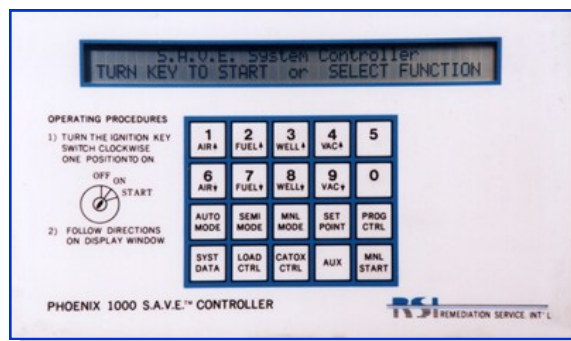 S.A.V.E. System Controller
TURN KEY TO START or SELECT FUNCTION
OPERATING PROCEDURES
1) TURN THE IGNITION KEY
SWITCH CLOCKWISE
ONE POSITION TO ON
OFF ON
START
2) FOLLOW DIRECTIONS
ON DISPLAY WINDOW
1 2 3 4 5
AIR↓ FUEL↓ WELL↓ VAC↓
6 7 8 9 0
AIR↑ FUEL↑ WELL↑ VAC↑
AUTO SEMI MNL SET PROG
MODE MODE MODE POINT CTRL
SYST LOAD CATOX AUX MNL
DATA CTRL CTRL START
PHOENIX 1000 S.A.V.E.™ CONTROLLER
RSI REMEDIATION SERVICE INT'L